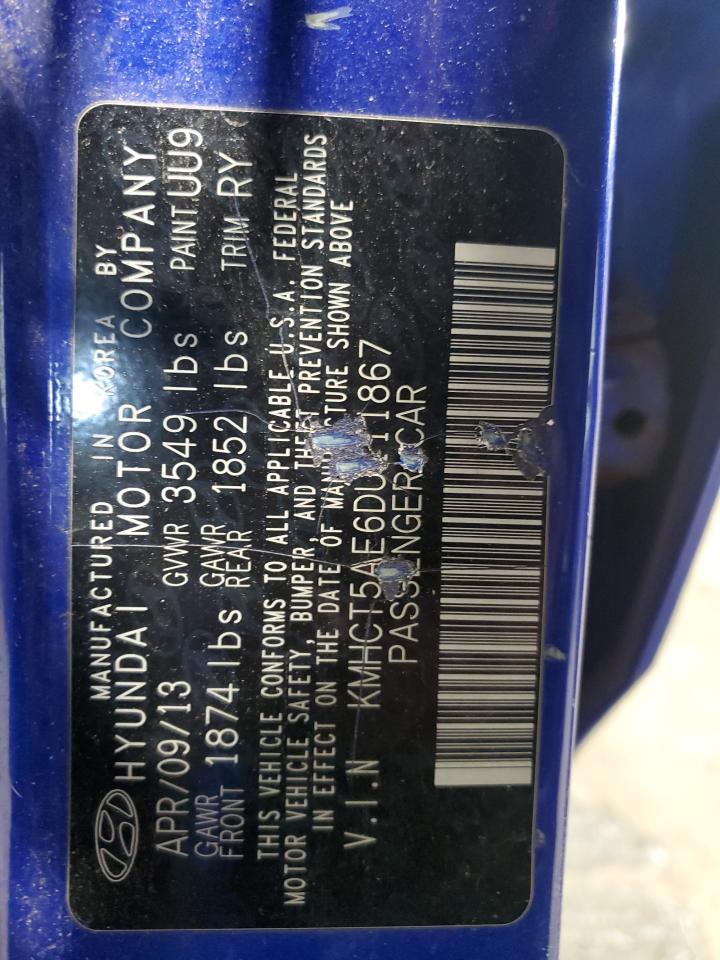 MANUFACTURED IN KOREA BY
HYUNDAI MOTOR COMPANY
APR/09/13 GVWR 3549 lbs PAINT UU9
GAWR FRONT 1874 lbs GAWR REAR 1852 lbs TRIM RY
THIS VEHICLE CONFORMS TO ALL APPLICABLE U.S.A. FEDERAL
MOTOR VEHICLE SAFETY, BUMPER, AND THEFT PREVENTION STANDARDS
IN EFFECT ON THE DATE OF MANUFACTURE SHOWN ABOVE
V.I.N
PASSENGER CAR